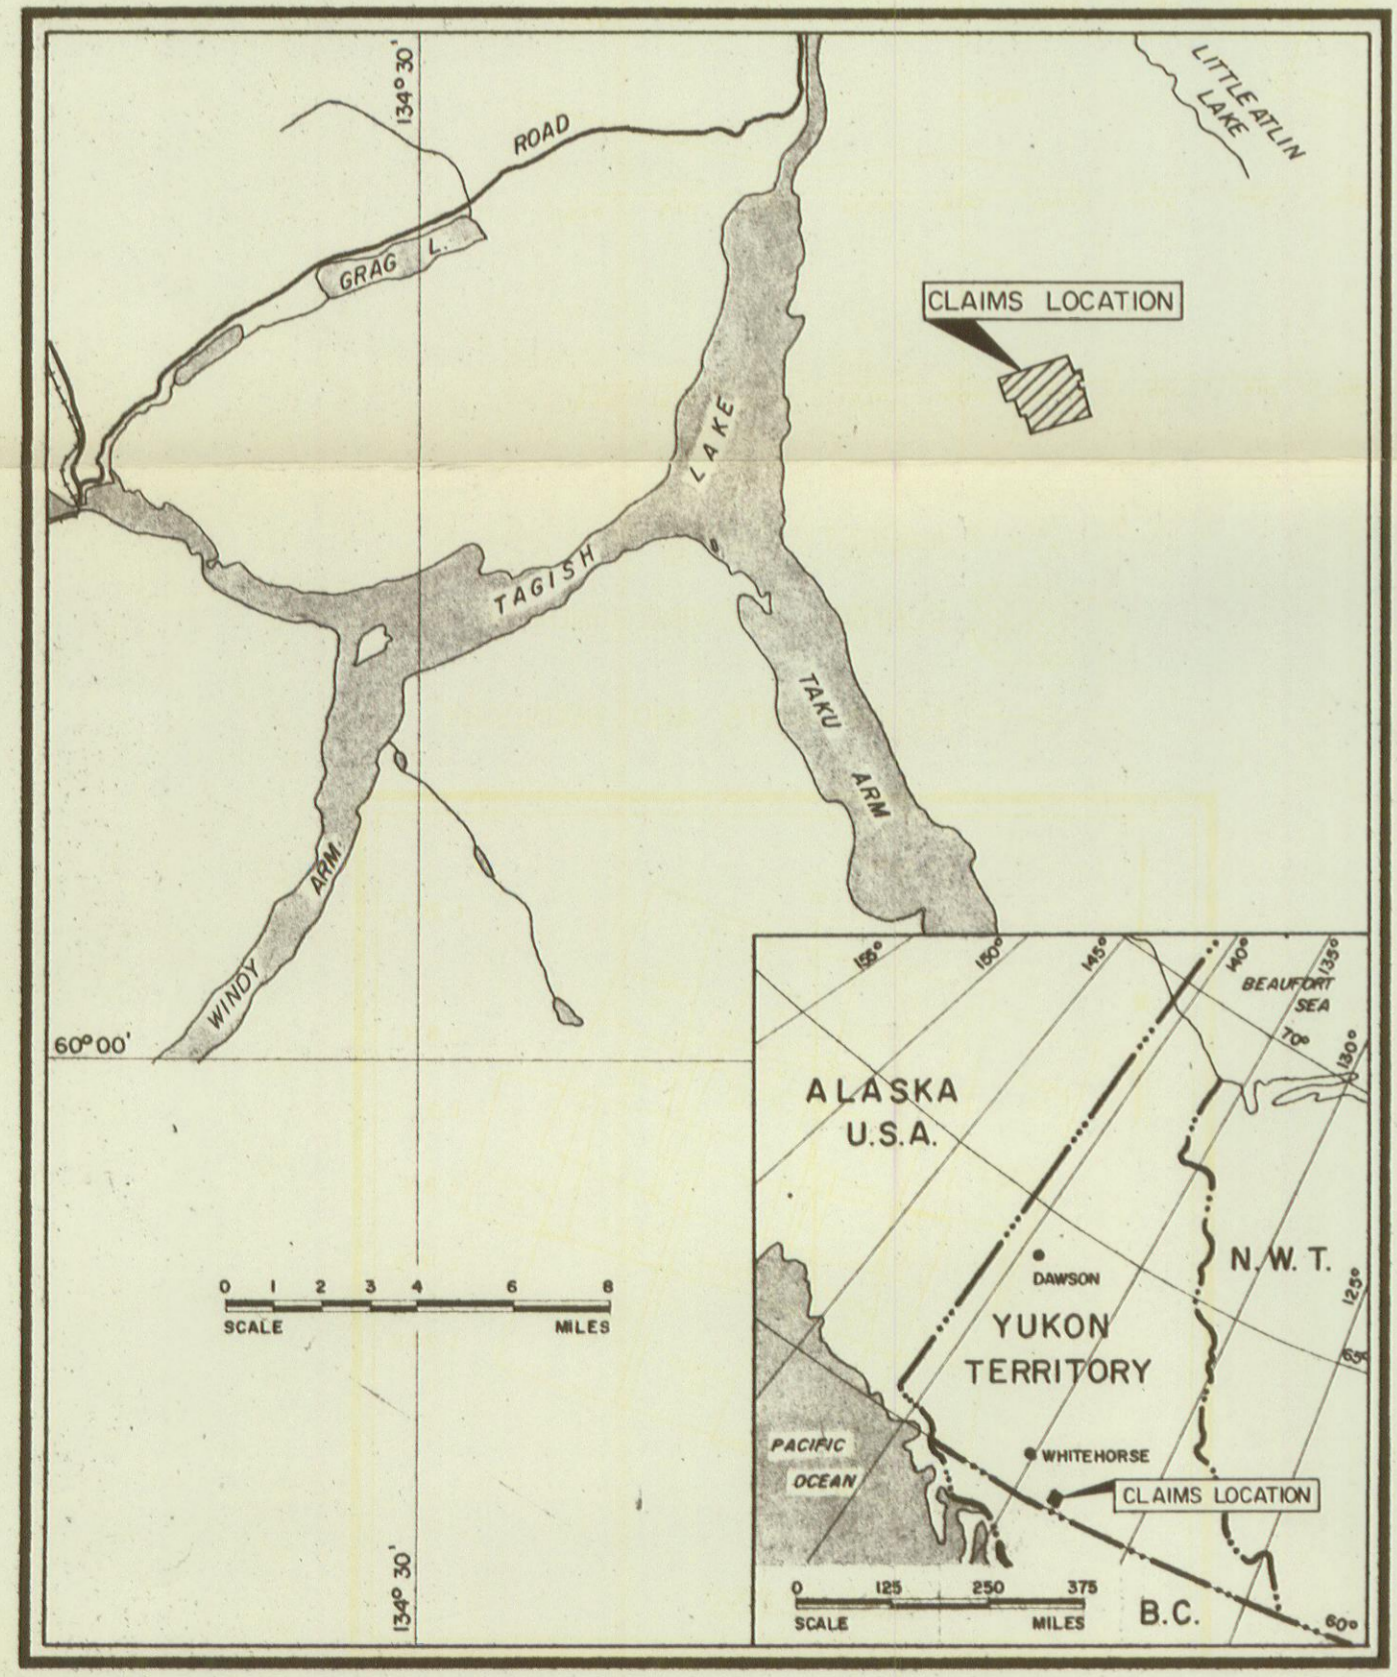 134° 30'
LITTLE ATLIN
LAKE
ROAD
GRAG L.
CLAIMS LOCATION
LAKE
TAGISH
TAKU
ARM
ARM
WINDY
60° 00'
155°
150°
145°
140°
135°
BEAUFORT
SEA
70°
130°
ALASKA
U.S.A.
DAWSON
N.W.T.
125°
YUKON
TERRITORY
65°
0 1 2 3 4 6 8
SCALE MILES
PACIFIC
OCEAN
WHITEHORSE
CLAIMS LOCATION
134° 30'
0 125 250 375
SCALE MILES
B.C.
60°